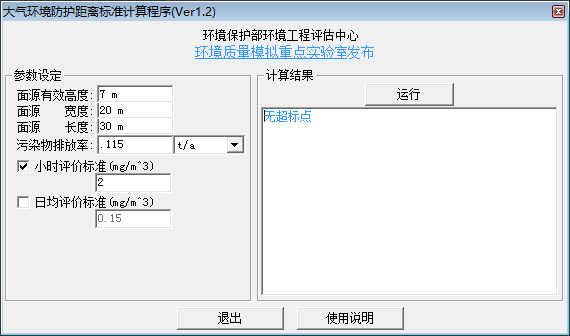 大气环境防护距离标准计算程序(Ver1.2)
环境保护部环境工程评估中心
环境质量模拟重点实验室发布
参数设定
面源有效高度: 7 m
面源 宽度: 20 m
面源 长度: 30 m
污染物排放率: .115 t/a
小时评价标准(mg/m^3)
2
日均评价标准(mg/m^3)
0.15
计算结果
运行
无超标点
退出
使用说明